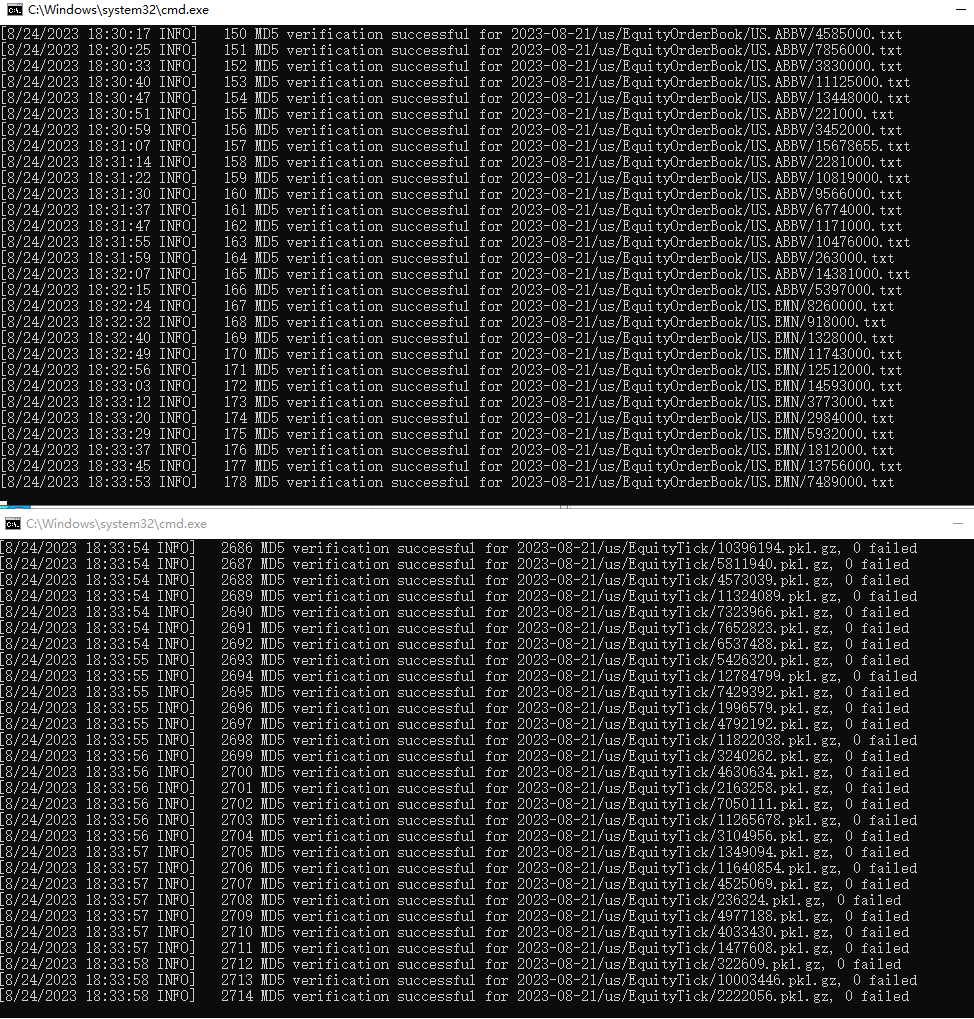 C:\Windows\system32\cmd.exe
[8/24/2023 18:30:17 INFO]   150 MD5 verification successful for 2023-08-21/us/EquityOrderBook/US.ABBV/4585000.txt
[8/24/2023 18:30:25 INFO]   151 MD5 verification successful for 2023-08-21/us/EquityOrderBook/US.ABBV/7856000.txt
[8/24/2023 18:30:33 INFO]   152 MD5 verification successful for 2023-08-21/us/EquityOrderBook/US.ABBV/3830000.txt
[8/24/2023 18:30:40 INFO]   153 MD5 verification successful for 2023-08-21/us/EquityOrderBook/US.ABBV/11125000.txt
[8/24/2023 18:30:47 INFO]   154 MD5 verification successful for 2023-08-21/us/EquityOrderBook/US.ABBV/13448000.txt
[8/24/2023 18:30:51 INFO]   155 MD5 verification successful for 2023-08-21/us/EquityOrderBook/US.ABBV/221000.txt
[8/24/2023 18:30:59 INFO]   156 MD5 verification successful for 2023-08-21/us/EquityOrderBook/US.ABBV/3452000.txt
[8/24/2023 18:31:07 INFO]   157 MD5 verification successful for 2023-08-21/us/EquityOrderBook/US.ABBV/15678655.txt
[8/24/2023 18:31:14 INFO]   158 MD5 verification successful for 2023-08-21/us/EquityOrderBook/US.ABBV/2281000.txt
[8/24/2023 18:31:22 INFO]   159 MD5 verification successful for 2023-08-21/us/EquityOrderBook/US.ABBV/10819000.txt
[8/24/2023 18:31:30 INFO]   160 MD5 verification successful for 2023-08-21/us/EquityOrderBook/US.ABBV/9566000.txt
[8/24/2023 18:31:37 INFO]   161 MD5 verification successful for 2023-08-21/us/EquityOrderBook/US.ABBV/6774000.txt
[8/24/2023 18:31:47 INFO]   162 MD5 verification successful for 2023-08-21/us/EquityOrderBook/US.ABBV/1171000.txt
[8/24/2023 18:31:55 INFO]   163 MD5 verification successful for 2023-08-21/us/EquityOrderBook/US.ABBV/10476000.txt
[8/24/2023 18:31:59 INFO]   164 MD5 verification successful for 2023-08-21/us/EquityOrderBook/US.ABBV/263000.txt
[8/24/2023 18:32:07 INFO]   165 MD5 verification successful for 2023-08-21/us/EquityOrderBook/US.ABBV/14381000.txt
[8/24/2023 18:32:15 INFO]   166 MD5 verification successful for 2023-08-21/us/EquityOrderBook/US.ABBV/5397000.txt
[8/24/2023 18:32:24 INFO]   167 MD5 verification successful for 2023-08-21/us/EquityOrderBook/US.EMN/8260000.txt
[8/24/2023 18:32:32 INFO]   168 MD5 verification successful for 2023-08-21/us/EquityOrderBook/US.EMN/918000.txt
[8/24/2023 18:32:40 INFO]   169 MD5 verification successful for 2023-08-21/us/EquityOrderBook/US.EMN/1328000.txt
[8/24/2023 18:32:49 INFO]   170 MD5 verification successful for 2023-08-21/us/EquityOrderBook/US.EMN/11743000.txt
[8/24/2023 18:32:56 INFO]   171 MD5 verification successful for 2023-08-21/us/EquityOrderBook/US.EMN/12512000.txt
[8/24/2023 18:33:03 INFO]   172 MD5 verification successful for 2023-08-21/us/EquityOrderBook/US.EMN/14593000.txt
[8/24/2023 18:33:12 INFO]   173 MD5 verification successful for 2023-08-21/us/EquityOrderBook/US.EMN/3773000.txt
[8/24/2023 18:33:20 INFO]   174 MD5 verification successful for 2023-08-21/us/EquityOrderBook/US.EMN/2984000.txt
[8/24/2023 18:33:29 INFO]   175 MD5 verification successful for 2023-08-21/us/EquityOrderBook/US.EMN/5932000.txt
[8/24/2023 18:33:37 INFO]   176 MD5 verification successful for 2023-08-21/us/EquityOrderBook/US.EMN/1812000.txt
[8/24/2023 18:33:45 INFO]   177 MD5 verification successful for 2023-08-21/us/EquityOrderBook/US.EMN/13756000.txt
[8/24/2023 18:33:53 INFO]   178 MD5 verification successful for 2023-08-21/us/EquityOrderBook/US.EMN/7489000.txt
C:\Windows\system32\cmd.exe
[8/24/2023 18:33:54 INFO]   2686 MD5 verification successful for 2023-08-21/us/EquityTick/10396194.pkl.gz, 0 failed
[8/24/2023 18:33:54 INFO]   2687 MD5 verification successful for 2023-08-21/us/EquityTick/5811940.pkl.gz, 0 failed
[8/24/2023 18:33:54 INFO]   2688 MD5 verification successful for 2023-08-21/us/EquityTick/4573039.pkl.gz, 0 failed
[8/24/2023 18:33:54 INFO]   2689 MD5 verification successful for 2023-08-21/us/EquityTick/11324089.pkl.gz, 0 failed
[8/24/2023 18:33:54 INFO]   2690 MD5 verification successful for 2023-08-21/us/EquityTick/7323966.pkl.gz, 0 failed
[8/24/2023 18:33:54 INFO]   2691 MD5 verification successful for 2023-08-21/us/EquityTick/7652823.pkl.gz, 0 failed
[8/24/2023 18:33:54 INFO]   2692 MD5 verification successful for 2023-08-21/us/EquityTick/6537488.pkl.gz, 0 failed
[8/24/2023 18:33:55 INFO]   2693 MD5 verification successful for 2023-08-21/us/EquityTick/5426320.pkl.gz, 0 failed
[8/24/2023 18:33:55 INFO]   2694 MD5 verification successful for 2023-08-21/us/EquityTick/12784799.pkl.gz, 0 failed
[8/24/2023 18:33:55 INFO]   2695 MD5 verification successful for 2023-08-21/us/EquityTick/7429392.pkl.gz, 0 failed
[8/24/2023 18:33:55 INFO]   2696 MD5 verification successful for 2023-08-21/us/EquityTick/1996579.pkl.gz, 0 failed
[8/24/2023 18:33:55 INFO]   2697 MD5 verification successful for 2023-08-21/us/EquityTick/4792192.pkl.gz, 0 failed
[8/24/2023 18:33:55 INFO]   2698 MD5 verification successful for 2023-08-21/us/EquityTick/11822038.pkl.gz, 0 failed
[8/24/2023 18:33:56 INFO]   2699 MD5 verification successful for 2023-08-21/us/EquityTick/3240262.pkl.gz, 0 failed
[8/24/2023 18:33:56 INFO]   2700 MD5 verification successful for 2023-08-21/us/EquityTick/4630634.pkl.gz, 0 failed
[8/24/2023 18:33:56 INFO]   2701 MD5 verification successful for 2023-08-21/us/EquityTick/2163258.pkl.gz, 0 failed
[8/24/2023 18:33:56 INFO]   2702 MD5 verification successful for 2023-08-21/us/EquityTick/7050111.pkl.gz, 0 failed
[8/24/2023 18:33:56 INFO]   2703 MD5 verification successful for 2023-08-21/us/EquityTick/11265678.pkl.gz, 0 failed
[8/24/2023 18:33:56 INFO]   2704 MD5 verification successful for 2023-08-21/us/EquityTick/3104956.pkl.gz, 0 failed
[8/24/2023 18:33:57 INFO]   2705 MD5 verification successful for 2023-08-21/us/EquityTick/1349094.pkl.gz, 0 failed
[8/24/2023 18:33:57 INFO]   2706 MD5 verification successful for 2023-08-21/us/EquityTick/11640854.pkl.gz, 0 failed
[8/24/2023 18:33:57 INFO]   2707 MD5 verification successful for 2023-08-21/us/EquityTick/4525069.pkl.gz, 0 failed
[8/24/2023 18:33:57 INFO]   2708 MD5 verification successful for 2023-08-21/us/EquityTick/236324.pkl.gz, 0 failed
[8/24/2023 18:33:57 INFO]   2709 MD5 verification successful for 2023-08-21/us/EquityTick/4977188.pkl.gz, 0 failed
[8/24/2023 18:33:57 INFO]   2710 MD5 verification successful for 2023-08-21/us/EquityTick/4033430.pkl.gz, 0 failed
[8/24/2023 18:33:57 INFO]   2711 MD5 verification successful for 2023-08-21/us/EquityTick/1477608.pkl.gz, 0 failed
[8/24/2023 18:33:58 INFO]   2712 MD5 verification successful for 2023-08-21/us/EquityTick/322609.pkl.gz, 0 failed
[8/24/2023 18:33:58 INFO]   2713 MD5 verification successful for 2023-08-21/us/EquityTick/10003446.pkl.gz, 0 failed
[8/24/2023 18:33:58 INFO]   2714 MD5 verification successful for 2023-08-21/us/EquityTick/2222056.pkl.gz, 0 failed